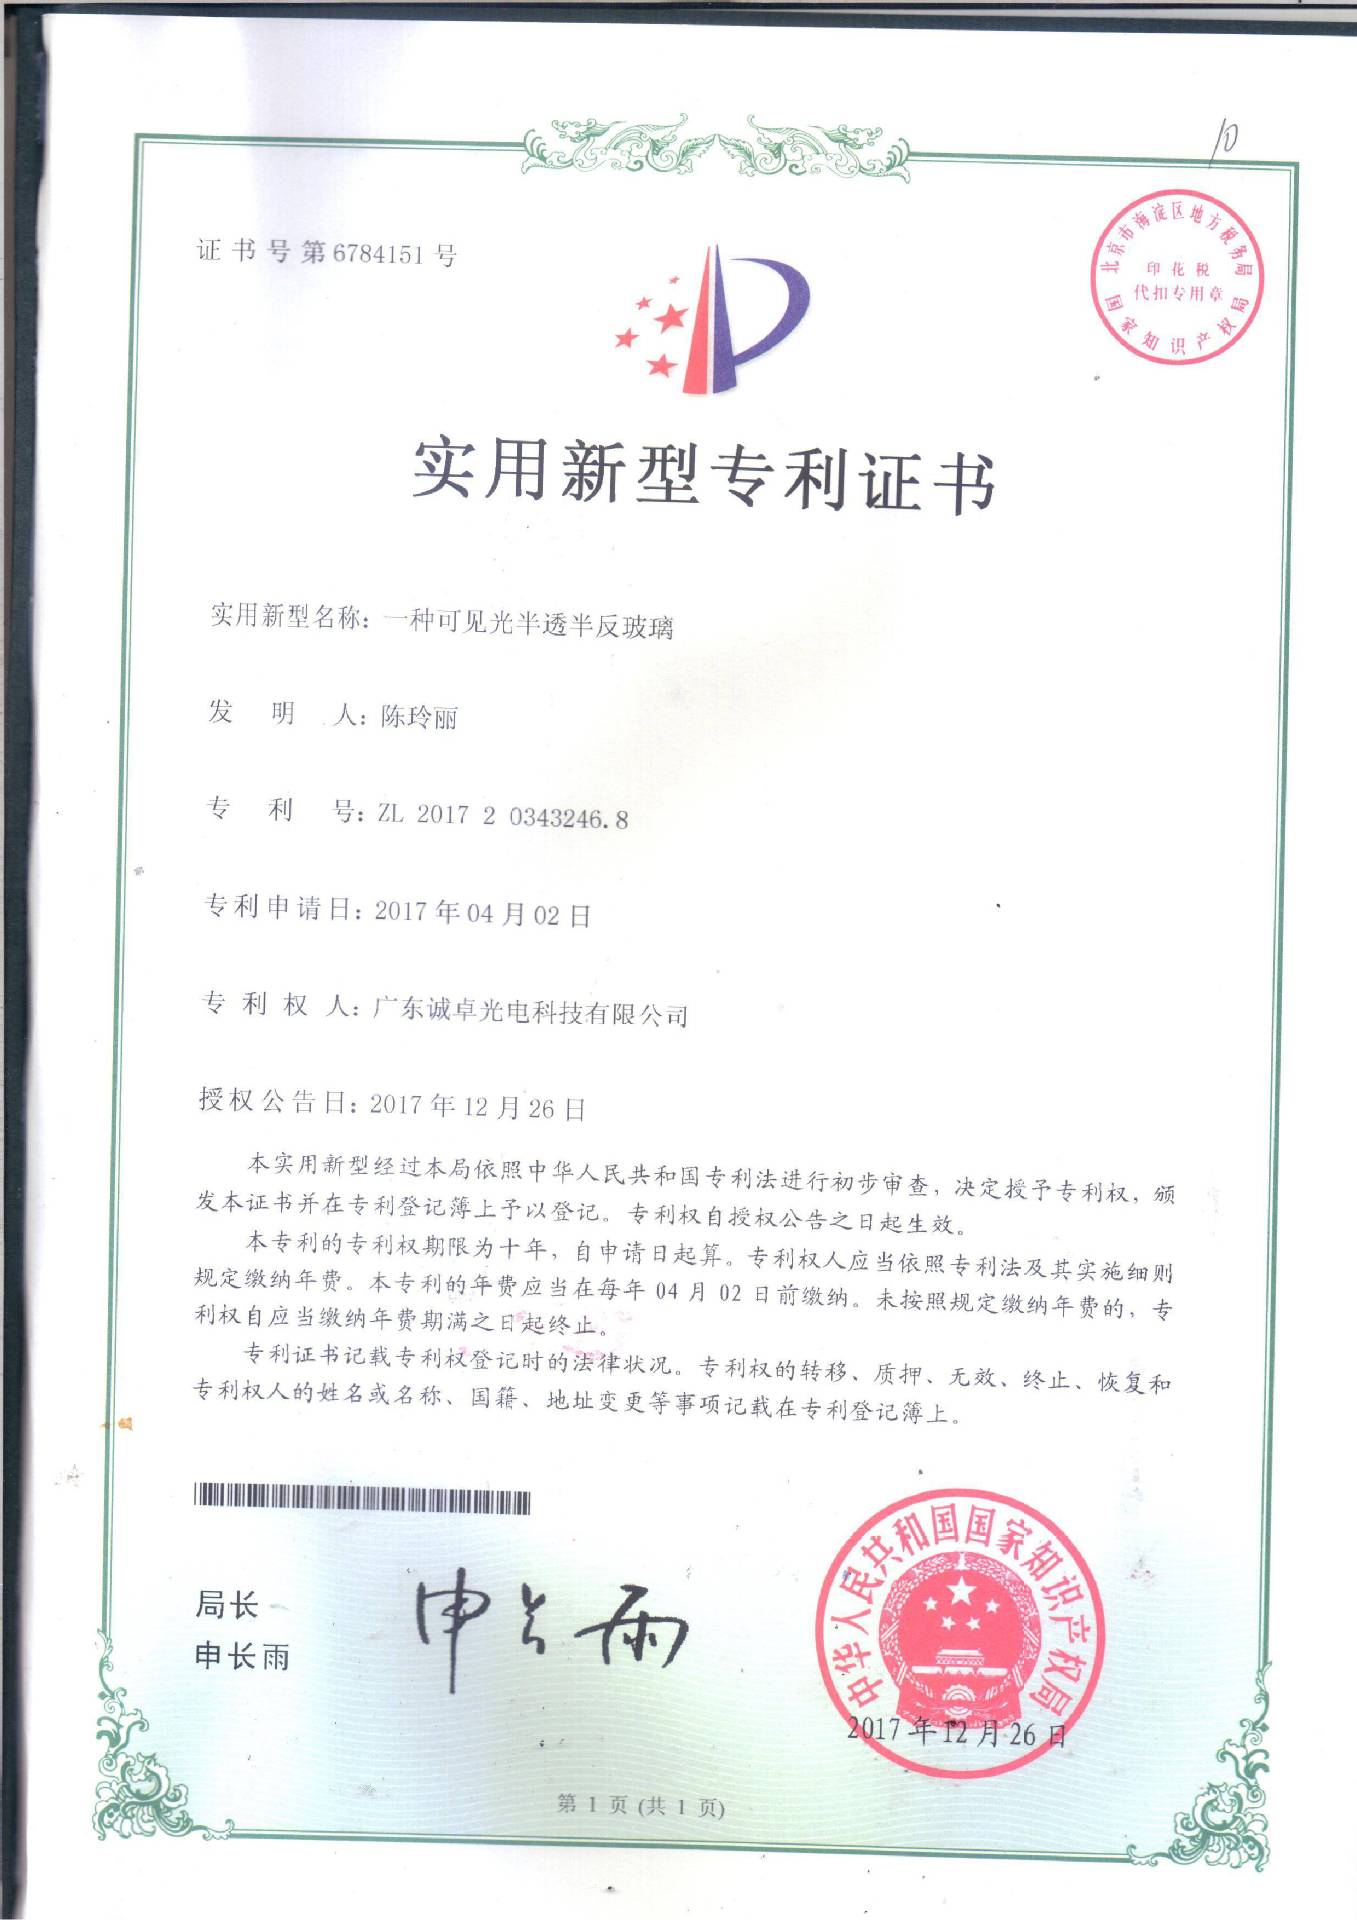 10
证书号第6784151号
北京市海淀区地方税务局
印花税
代扣专用章
国家知识产权局
实用新型专利证书
实用新型名称：一种可见光半透半反玻璃
发明人：陈玲丽
专利号：ZL 2017 2 0343246.8
专利申请日：2017年04月02日
专利权人：广东诚卓光电科技有限公司
授权公告日：2017年12月26日
本实用新型经过本局依照中华人民共和国专利法进行初步审查，决定授予专利权，颁
发本证书并在专利登记簿上予以登记。专利权自授权公告之日起生效。
本专利的专利权期限为十年，自申请日起算。专利权人应当依照专利法及其实施细则
规定缴纳年费。本专利的年费应当在每年04月02日前缴纳。未按照规定缴纳年费的，专
利权自应当缴纳年费期满之日起终止。
专利证书记载专利权登记时的法律状况。专利权的转移、质押、无效、终止、恢复和
专利权人的姓名或名称、国籍、地址变更等事项记载在专利登记簿上。
局长
申长雨
申长雨
中华人民共和国国家知识产权局
2017年12月26日
第1页(共1页)